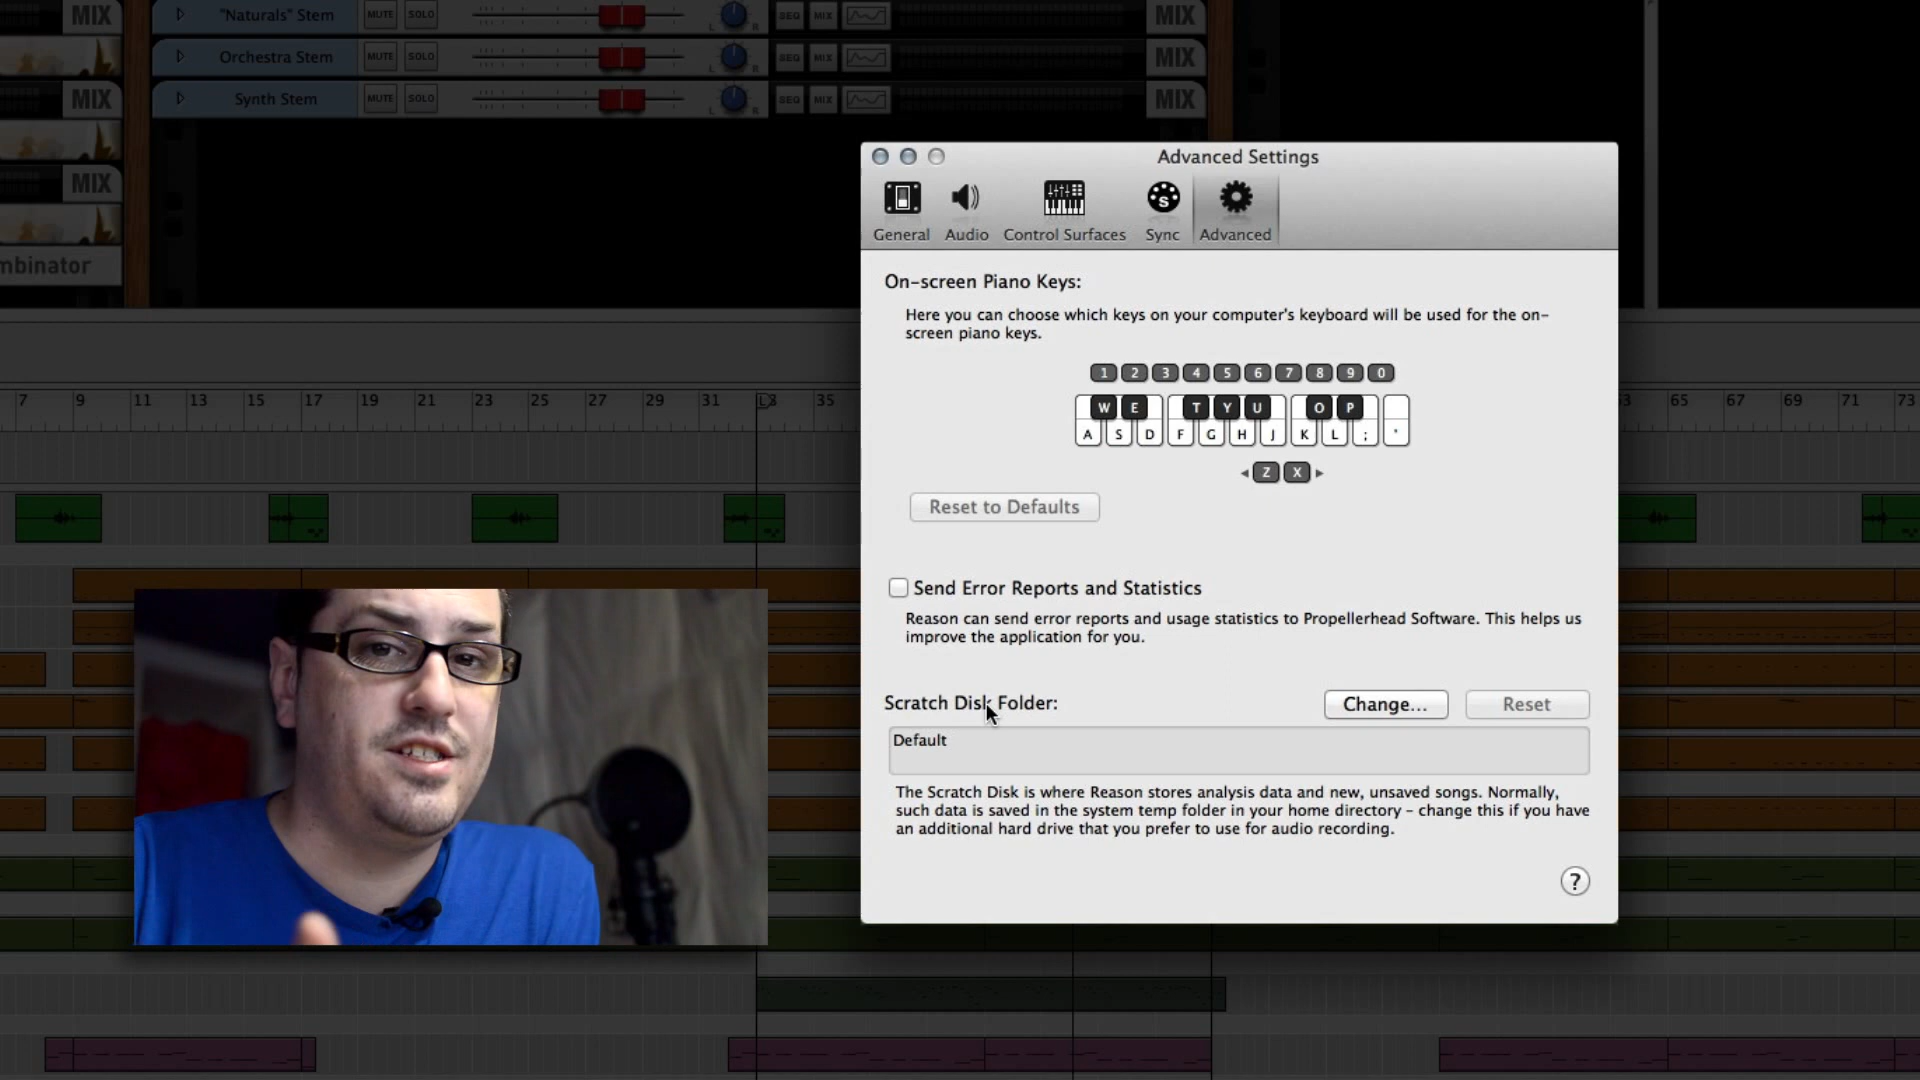 MIX
"Naturals" Stem
MUTE
SOLO
L
R
SEQ
MIX
MIX
Orchestra Stem
MUTE
SOLO
L
R
SEQ
MIX
MIX
MIX
Synth Stem
MUTE
SOLO
L
R
SEQ
MIX
MIX
MIX
mbinator
Advanced Settings
General Audio Control Surfaces Sync Advanced
On-screen Piano Keys:
Here you can choose which keys on your computer's keyboard will be used for the on-
screen piano keys.
1 2 3 4 5 6 7 8 9 0
W E T Y U O P
A S D F G H J K L ; '
Z X
Reset to Defaults
7 9 11 13 15 17 19 21 23 25 27 29 31 L 35 65 67 69 71 73
Send Error Reports and Statistics
Reason can send error reports and usage statistics to Propellerhead Software. This helps us
improve the application for you.
Scratch Disk Folder:
Change...
Reset
Default
The Scratch Disk is where Reason stores analysis data and new, unsaved songs. Normally,
such data is saved in the system temp folder in your home directory – change this if you have
an additional hard drive that you prefer to use for audio recording.
?